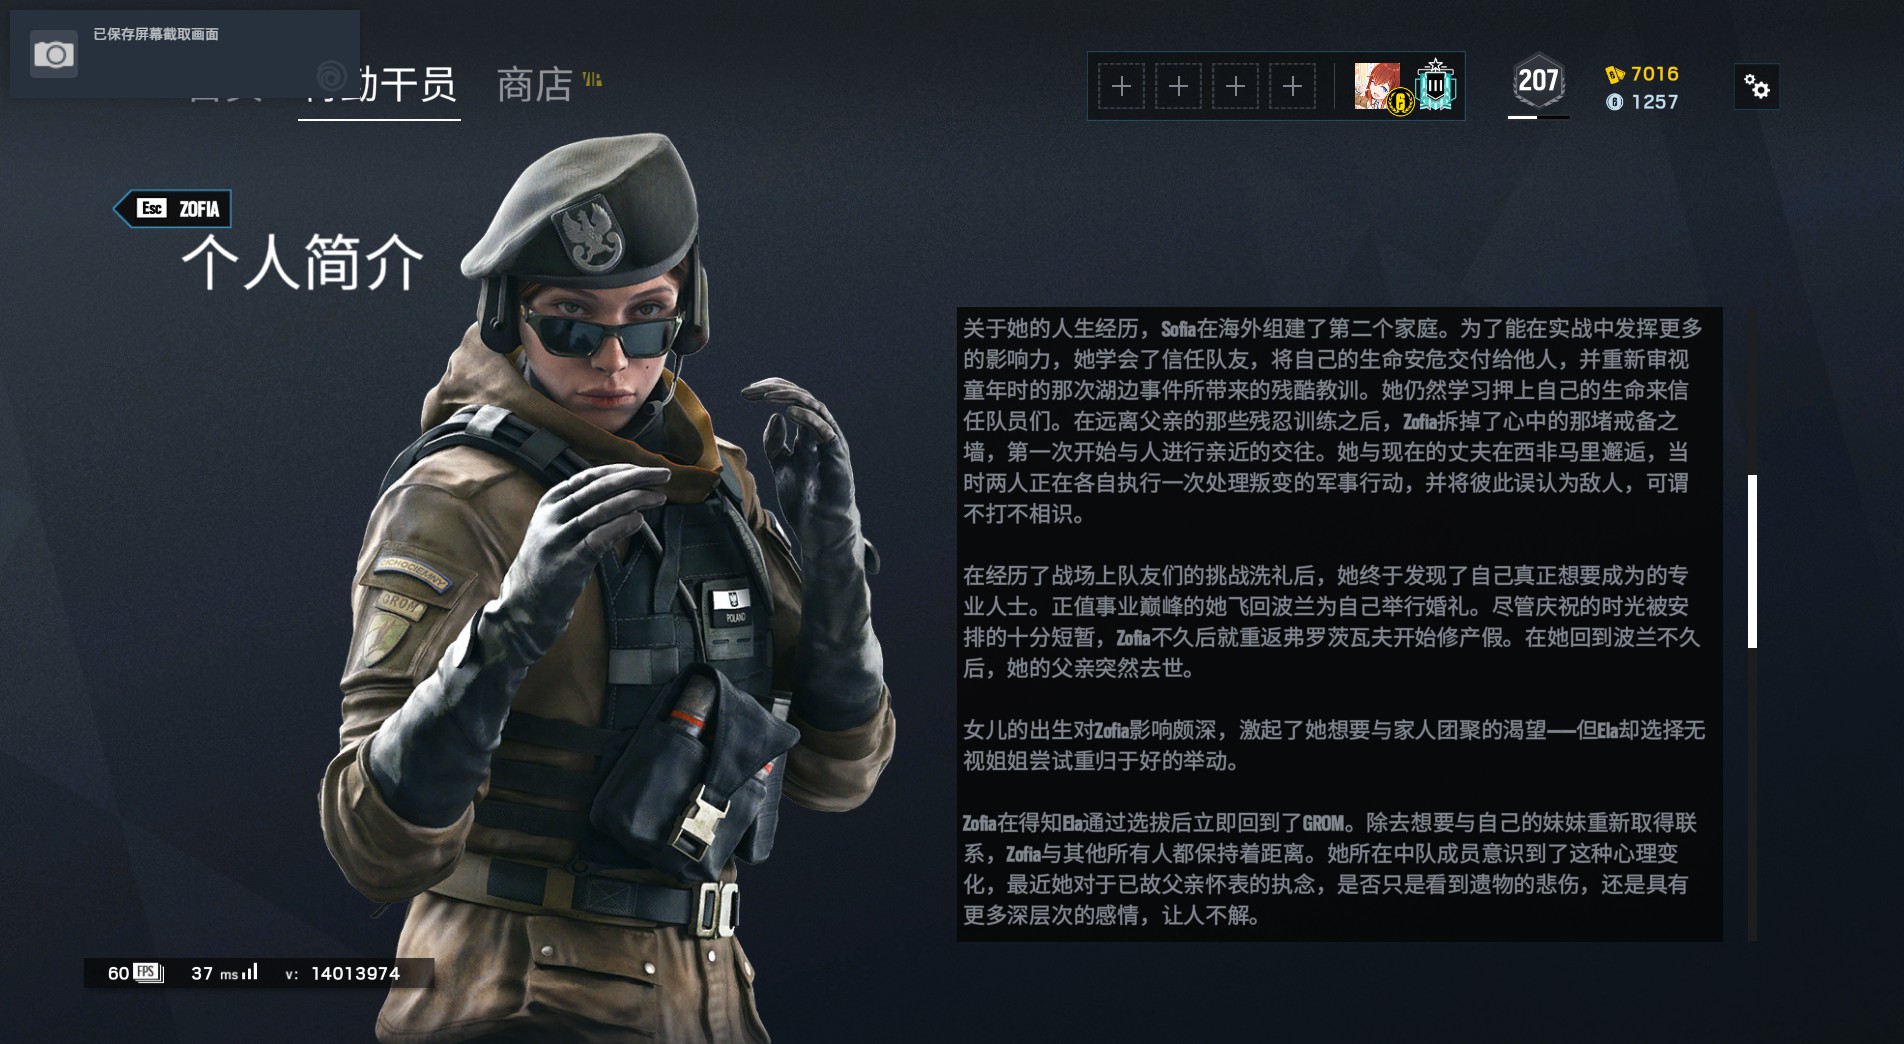 已保存屏幕截取画面
动干员 商店
207
7016
1257
Esc ZOFIA
个人简介
关于她的人生经历，Sofia在海外组建了第二个家庭。为了能在实战中发挥更多
的影响力，她学会了信任队友，将自己的生命安危交付给他人，并重新审视
童年时的那次湖边事件所带来的残酷教训。她仍然学习押上自己的生命来信
任队员们。在远离父亲的那些残忍训练之后，Zofia拆掉了心中的那堵戒备之
墙，第一次开始与人进行亲近的交往。她与现在的丈夫在西非马里邂逅，当
时两人正在各自执行一次处理叛变的军事行动，并将彼此误认为敌人，可谓
不打不相识。
在经历了战场上队友们的挑战洗礼后，她终于发现了自己真正想要成为的专
业人士。正值事业巅峰的她飞回波兰为自己举行婚礼。尽管庆祝的时光被安
排的十分短暂，Zofia不久后就重返弗罗茨瓦夫开始修产假。在她回到波兰不久
后，她的父亲突然去世。
女儿的出生对Zofia影响颇深，激起了她想要与家人团聚的渴望——但Ela却选择无
视姐姐尝试重归于好的举动。
Zofia在得知Ela通过选拔后立即回到了GROM。除去想要与自己的妹妹重新取得联
系，Zofia与其他所有人都保持着距离。她所在中队成员意识到了这种心理变
化，最近她对于已故父亲怀表的执念，是否只是看到遗物的悲伤，还是具有
更多深层次的感情，让人不解。
GROM
POLAND
60 FPS 37 ms v: 14013974